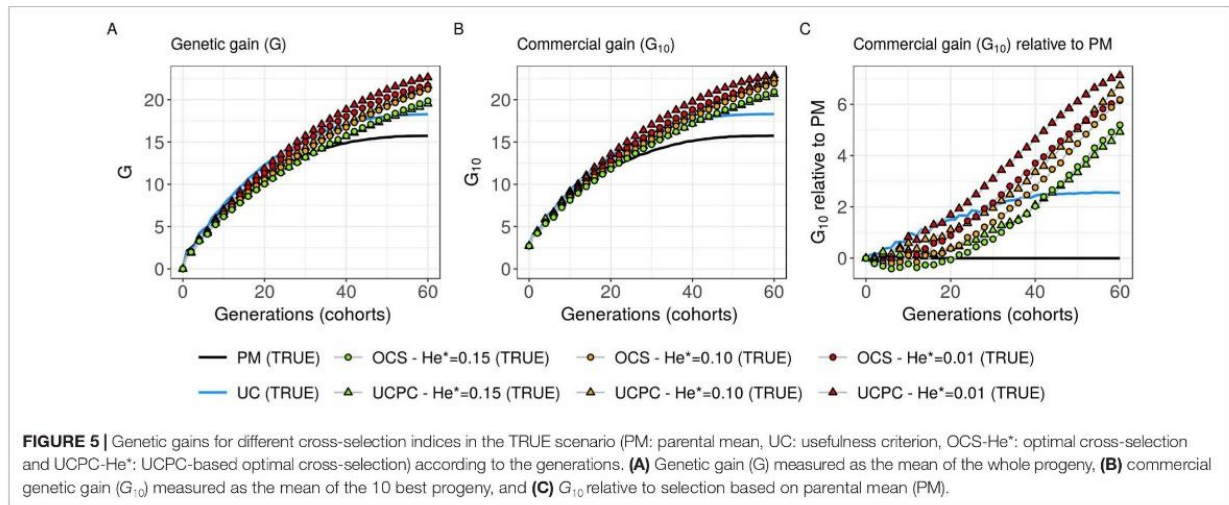 A
B
C
Genetic gain (G)
Commercial gain (G₁₀)
Commercial gain (G₁₀) relative to PM
G
20
15
10
5
0
0 20 40 60
Generations (cohorts)
G₁₀
20
15
10
5
0
0 20 40 60
Generations (cohorts)
G₁₀ relative to PM
6
4
2
0
0 20 40 60
Generations (cohorts)
PM (TRUE) OCS - He*=0.15 (TRUE) OCS - He*=0.10 (TRUE) OCS - He*=0.01 (TRUE)
UC (TRUE) UCPC - He*=0.15 (TRUE) UCPC - He*=0.10 (TRUE) UCPC - He*=0.01 (TRUE)
FIGURE 5 | Genetic gains for different cross-selection indices in the TRUE scenario (PM: parental mean, UC: usefulness criterion, OCS-He*: optimal cross-selection
and UCPC-He*: UCPC-based optimal cross-selection) according to the generations. (A) Genetic gain (G) measured as the mean of the whole progeny, (B) commercial
genetic gain (G₁₀) measured as the mean of the 10 best progeny, and (C) G₁₀ relative to selection based on parental mean (PM).